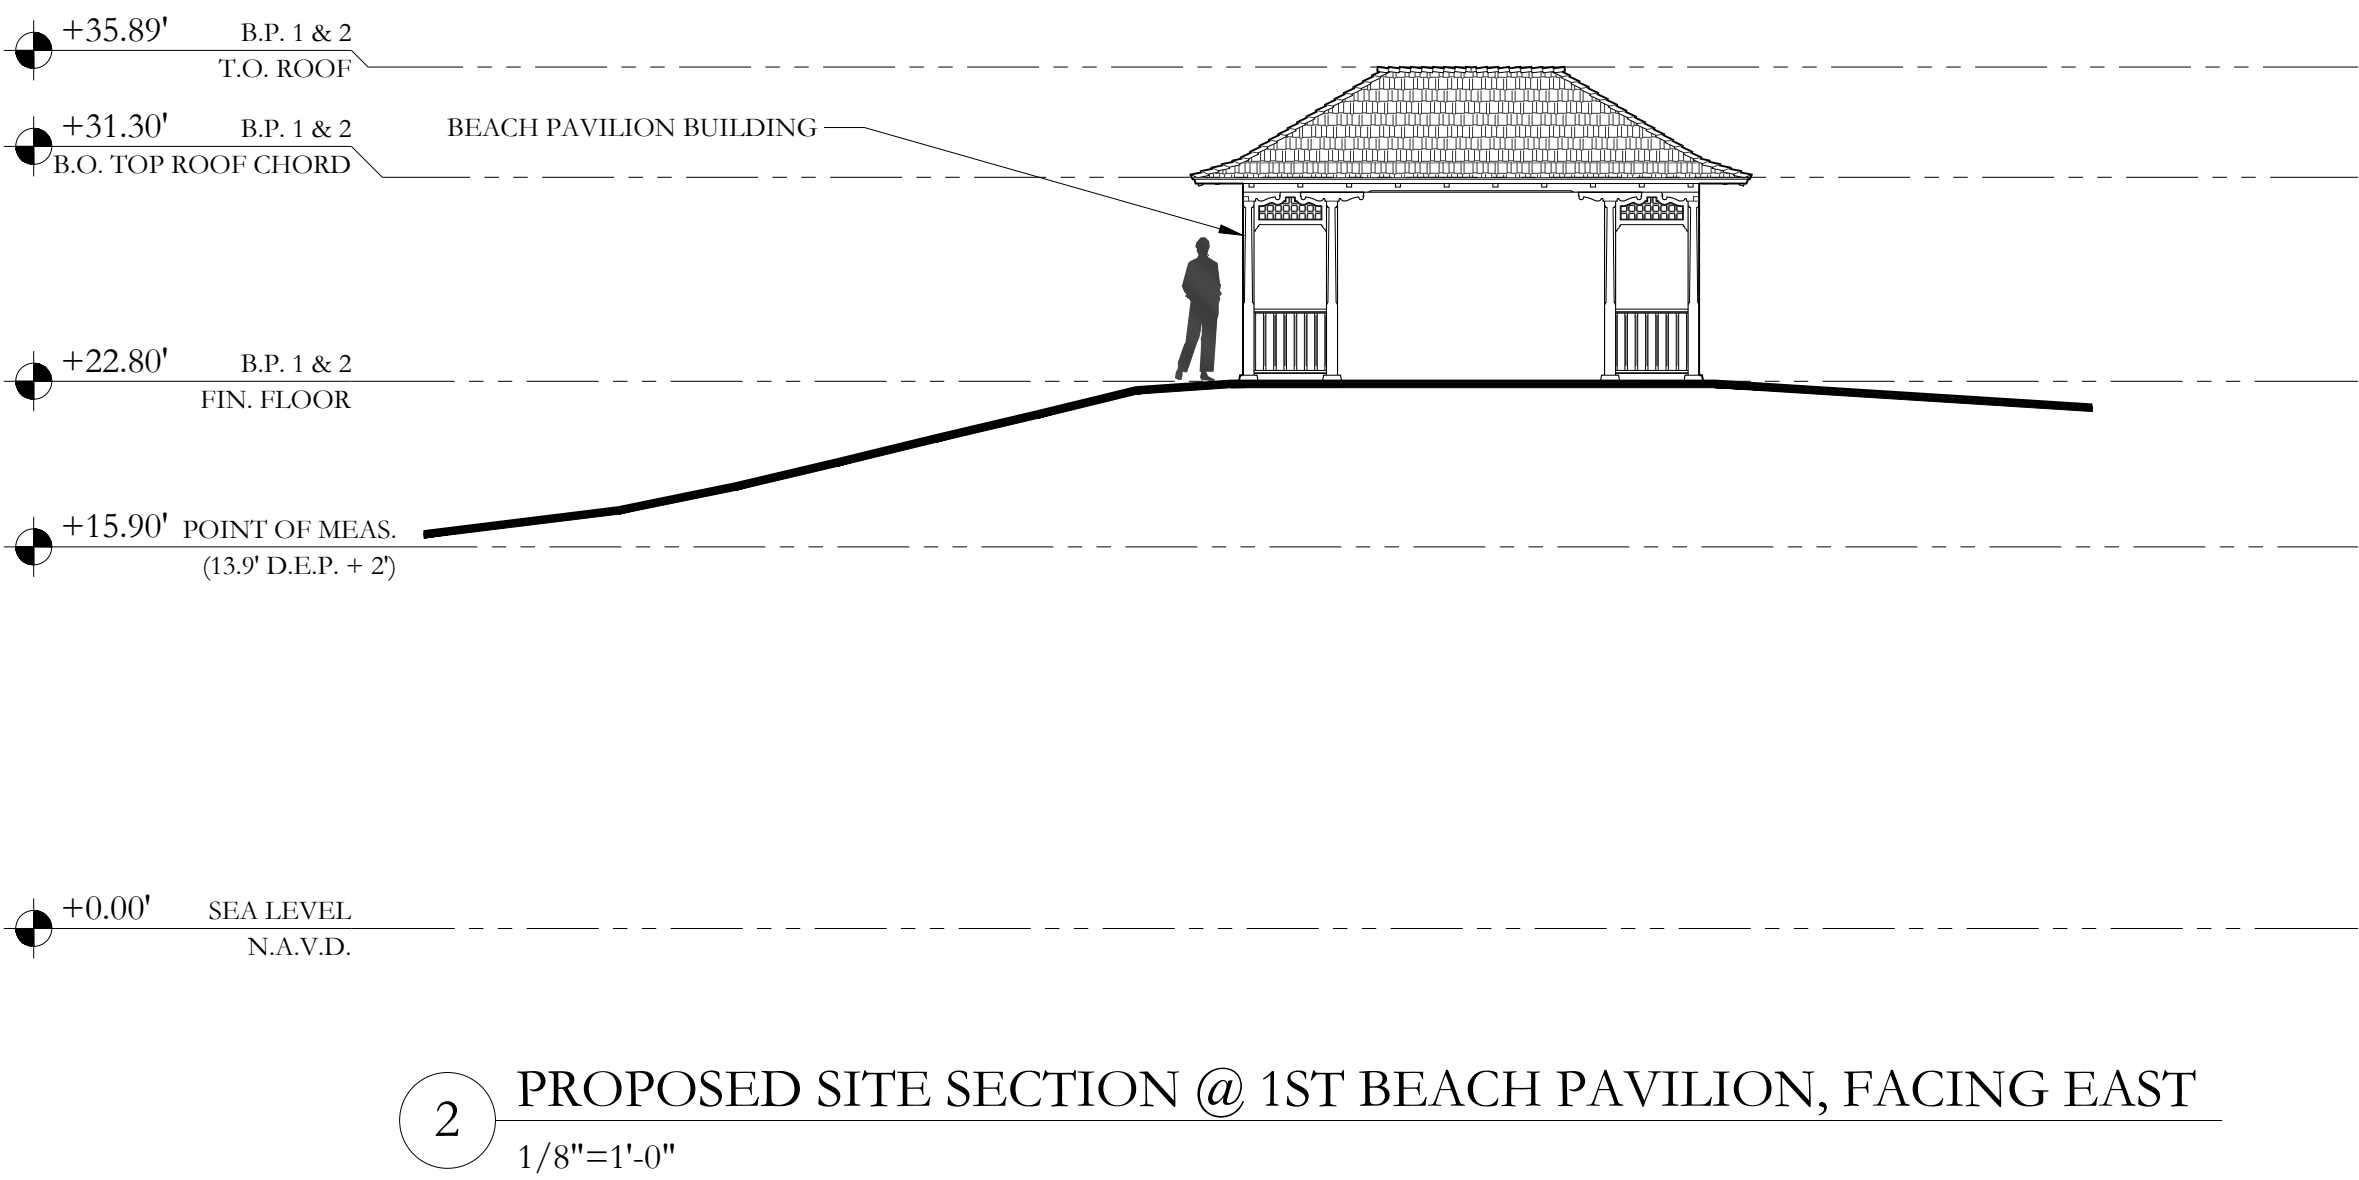 +35.89' B.P. 1 & 2
T.O. ROOF
+31.30' B.P. 1 & 2
B.O. TOP ROOF CHORD
BEACH PAVILION BUILDING
+22.80' B.P. 1 & 2
FIN. FLOOR
+15.90' POINT OF MEAS.
(13.9' D.E.P. + 2')
+0.00' SEA LEVEL
N.A.V.D.
2 PROPOSED SITE SECTION @ 1ST BEACH PAVILION, FACING EAST
1/8"=1'-0"